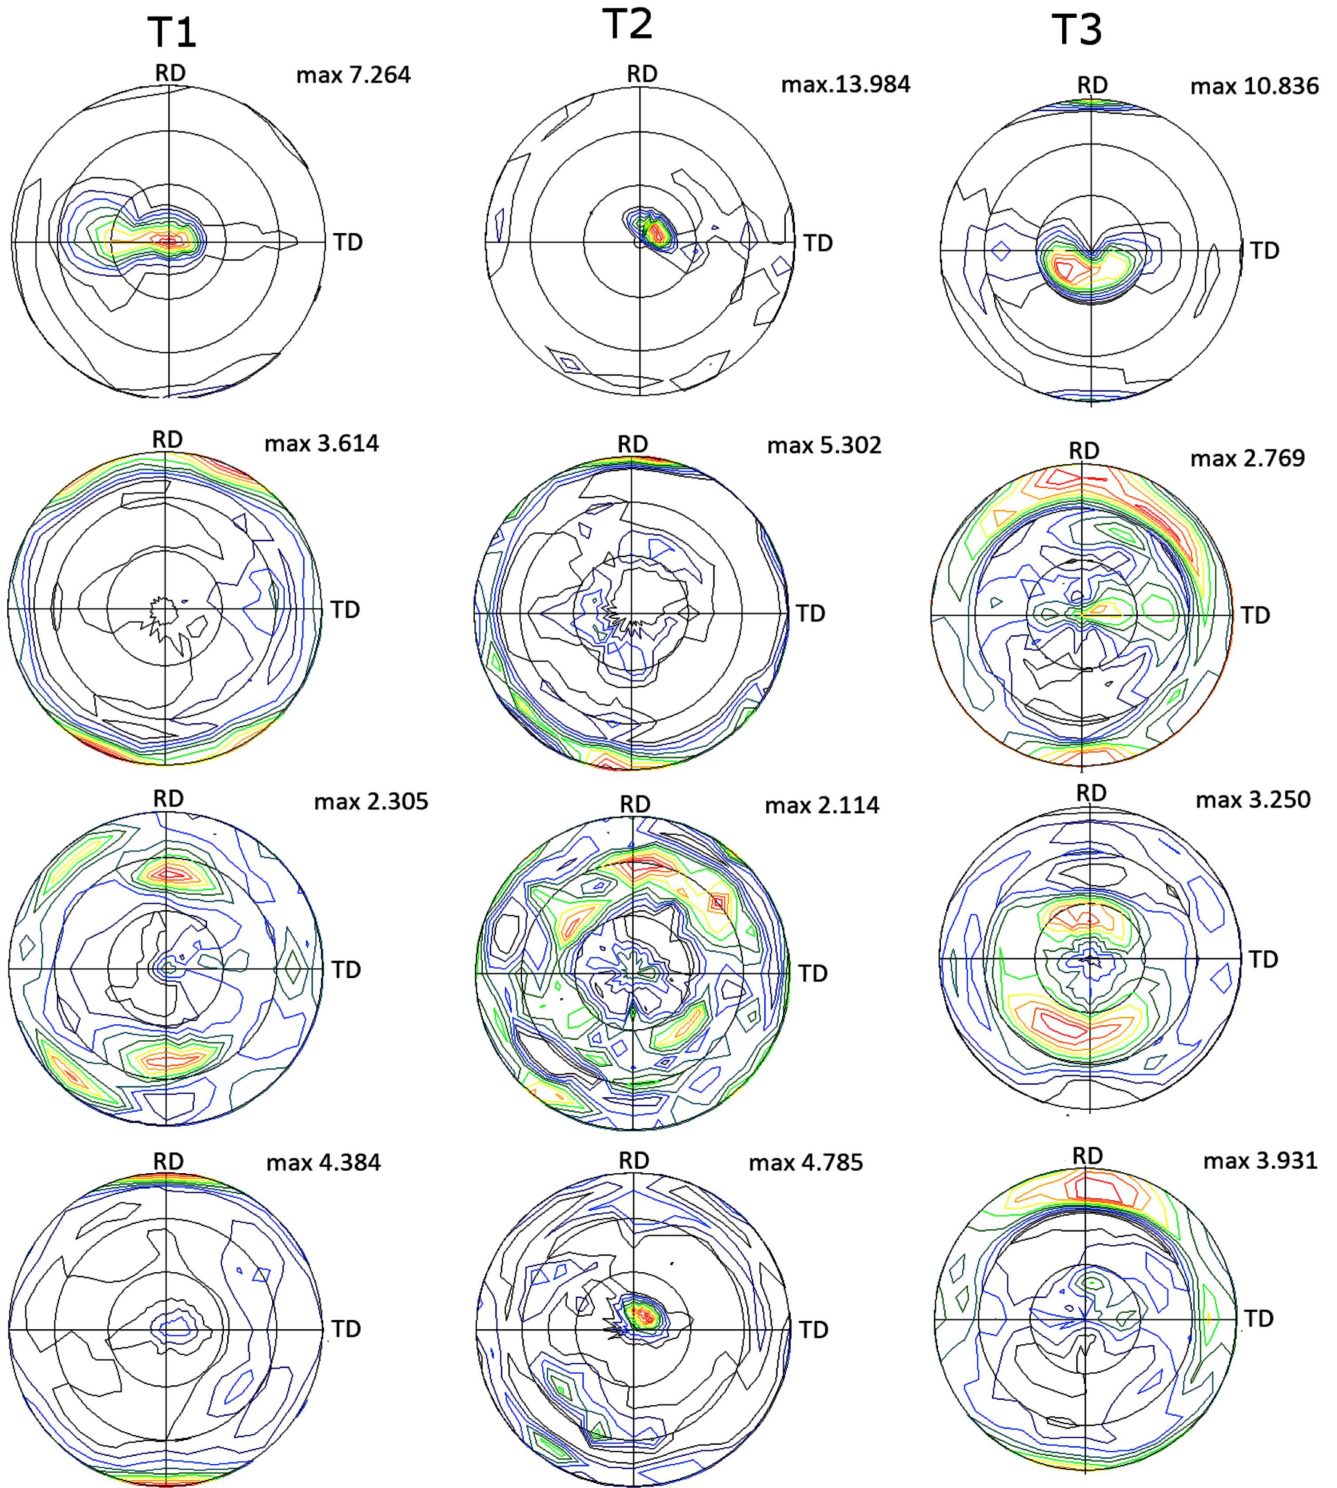 T1 T2 T3
RD max 7.264 RD max.13.984 RD max 10.836
TD TD TD
RD max 3.614 RD max 5.302 RD max 2.769
TD TD TD
RD max 2.305 RD max 2.114 RD max 3.250
TD TD TD
RD max 4.384 RD max 4.785 RD max 3.931
TD TD TD